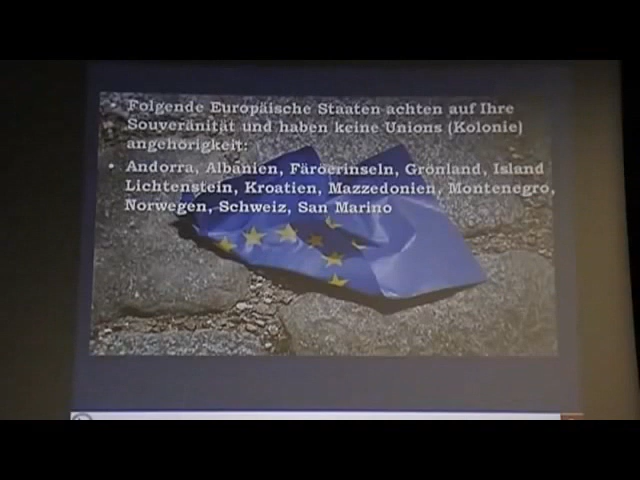 • Folgende Europäische Staaten achten auf Ihre
Souveränität und haben keine Unions (Kolonie)
angehörigkeit:
• Andorra, Albanien, Färöerinseln, Grönland, Island
Lichtenstein, Kroatien, Mazzedonien, Montenegro,
Norwegen, Schweiz, San Marino